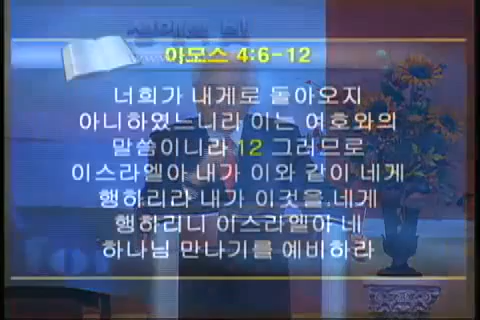 아모스 4:6-12
너희가 내게로 돌아오지
아니하였느니라 이는 여호와의
말씀이니라 12 그러므로
이스라엘아 내가 이와 같이 네게
행하리라 내가 이것을 네게
행하리니 이스라엘아 네
하나님 만나기를 예비하라